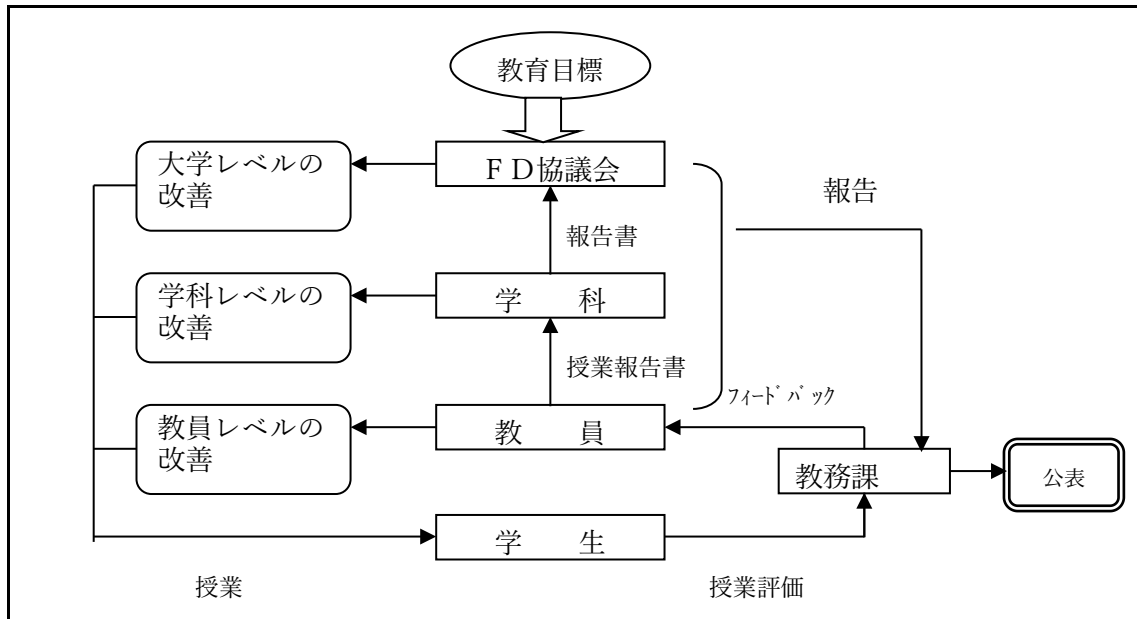 教育目標
大学レベルの
改善
ＦＤ協議会
報告
報告書
学科レベルの
改善
学　　科
授業報告書
ﾌｨｰﾄﾞﾊﾞｯｸ
教員レベルの
改善
教　　員
教務課
公表
学　　生
授業
授業評価